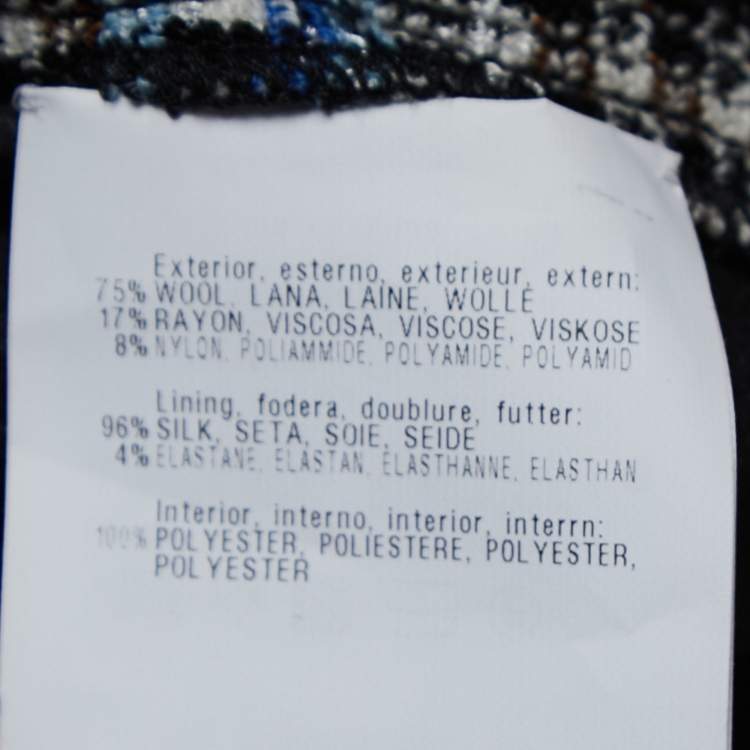 Exterior, esterno, exterieur, extern:
75% WOOL, LANA, LAINE, WOLLE
17% RAYON, VISCOSA, VISCOSE, VISKOSE
8% NYLON, POLIAMMIDE, POLYAMIDE, POLYAMID
Lining, fodera, doublure, futter:
96% SILK, SETA, SOIE, SEIDE
4% ELASTANE, ELASTAN, ELASTHANNE, ELASTHAN
Interior, interno, interior, interrn:
100% POLYESTER, POLIESTERE, POLYESTER,
POLYESTER